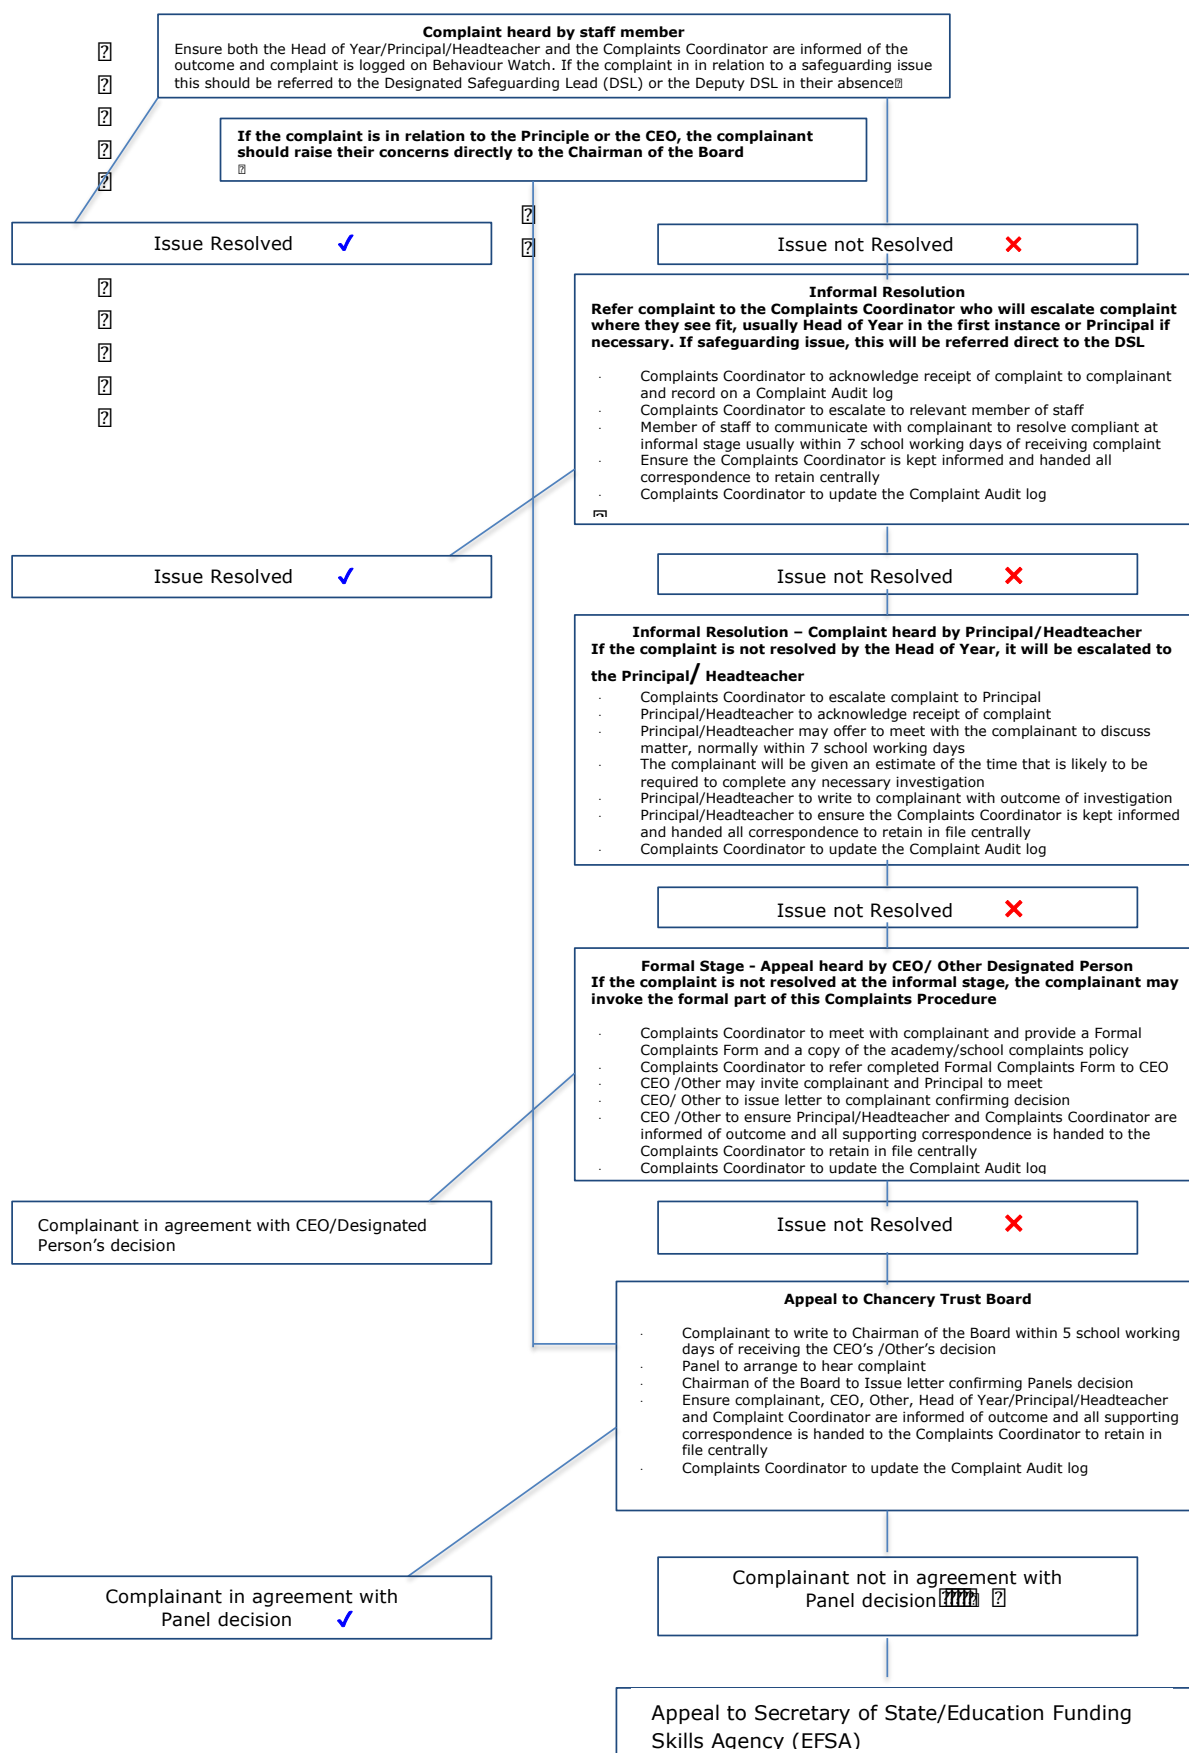 Complaint heard by staff member
Ensure both the Head of Year/Principal/Headteacher and the Complaints Coordinator are informed of the
outcome and complaint is logged on Behaviour Watch. If the complaint in in relation to a safeguarding issue
this should be referred to the Designated Safeguarding Lead (DSL) or the Deputy DSL in their absence
If the complaint is in relation to the Principle or the CEO, the complainant
should raise their concerns directly to the Chairman of the Board
Issue Resolved ✓
Issue not Resolved ✕
Informal Resolution
Refer complaint to the Complaints Coordinator who will escalate complaint
where they see fit, usually Head of Year in the first instance or Principal if
necessary. If safeguarding issue, this will be referred direct to the DSL
· Complaints Coordinator to acknowledge receipt of complaint to complainant
and record on a Complaint Audit log
· Complaints Coordinator to escalate to relevant member of staff
· Member of staff to communicate with complainant to resolve compliant at
informal stage usually within 7 school working days of receiving complaint
· Ensure the Complaints Coordinator is kept informed and handed all
correspondence to retain centrally
· Complaints Coordinator to update the Complaint Audit log
Issue Resolved ✓
Issue not Resolved ✕
Informal Resolution – Complaint heard by Principal/Headteacher
If the complaint is not resolved by the Head of Year, it will be escalated to
the Principal/ Headteacher
· Complaints Coordinator to escalate complaint to Principal
· Principal/Headteacher to acknowledge receipt of complaint
· Principal/Headteacher may offer to meet with the complainant to discuss
matter, normally within 7 school working days
· The complainant will be given an estimate of the time that is likely to be
required to complete any necessary investigation
· Principal/Headteacher to write to complainant with outcome of investigation
· Principal/Headteacher to ensure the Complaints Coordinator is kept informed
and handed all correspondence to retain in file centrally
· Complaints Coordinator to update the Complaint Audit log
Issue not Resolved ✕
Formal Stage - Appeal heard by CEO/ Other Designated Person
If the complaint is not resolved at the informal stage, the complainant may
invoke the formal part of this Complaints Procedure
· Complaints Coordinator to meet with complainant and provide a Formal
Complaints Form and a copy of the academy/school complaints policy
· Complaints Coordinator to refer completed Formal Complaints Form to CEO
· CEO /Other may invite complainant and Principal to meet
· CEO/ Other to issue letter to complainant confirming decision
· CEO /Other to ensure Principal/Headteacher and Complaints Coordinator are
informed of outcome and all supporting correspondence is handed to the
Complaints Coordinator to retain in file centrally
· Complaints Coordinator to update the Complaint Audit log
Complainant in agreement with CEO/Designated
Person's decision
Issue not Resolved ✕
Appeal to Chancery Trust Board
· Complainant to write to Chairman of the Board within 5 school working
days of receiving the CEO's /Other's decision
· Panel to arrange to hear complaint
· Chairman of the Board to Issue letter confirming Panels decision
· Ensure complainant, CEO, Other, Head of Year/Principal/Headteacher
and Complaint Coordinator are informed of outcome and all supporting
correspondence is handed to the Complaints Coordinator to retain in
file centrally
· Complaints Coordinator to update the Complaint Audit log
Complainant in agreement with
Panel decision ✓
Complainant not in agreement with
Panel decision
Appeal to Secretary of State/Education Funding
Skills Agency (EFSA)